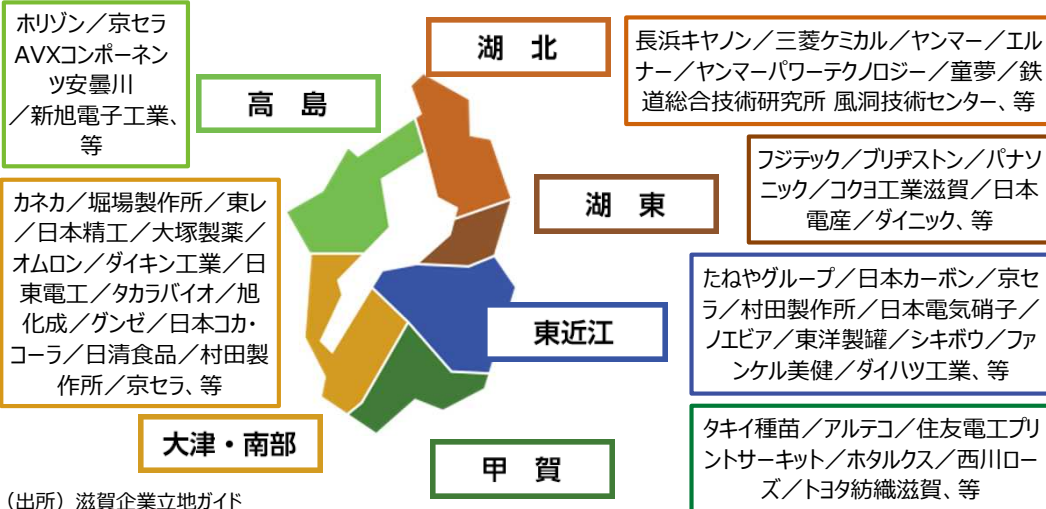 ホリゾン／京セラ
AVXコンポーネン
ツ安曇川
／新旭電子工業、
等
高 島
湖 北
長浜キヤノン／三菱ケミカル／ヤンマー／エル
ナー／ヤンマーパワーテクノロジー／童夢／鉄
道総合技術研究所 風洞技術センター、等
カネカ／堀場製作所／東レ
／日本精工／大塚製薬／
オムロン／ダイキン工業／日
東電工／タカラバイオ／旭
化成／グンゼ／日本コカ・
コーラ／日清食品／村田製
作所／京セラ、等
湖 東
フジテック／ブリヂストン／パナソ
ニック／コクヨ工業滋賀／日本
電産／ダイニック、等
東近江
たねやグループ／日本カーボン／京セ
ラ／村田製作所／日本電気硝子／
ノエビア／東洋製罐／シキボウ／ファ
ンケル美健／ダイハツ工業、等
大津・南部
甲 賀
タキイ種苗／アルテコ／住友電工プリ
ントサーキット／ホタルクス／西川ロー
ズ／トヨタ紡織滋賀、等
（出所）滋賀企業立地ガイド